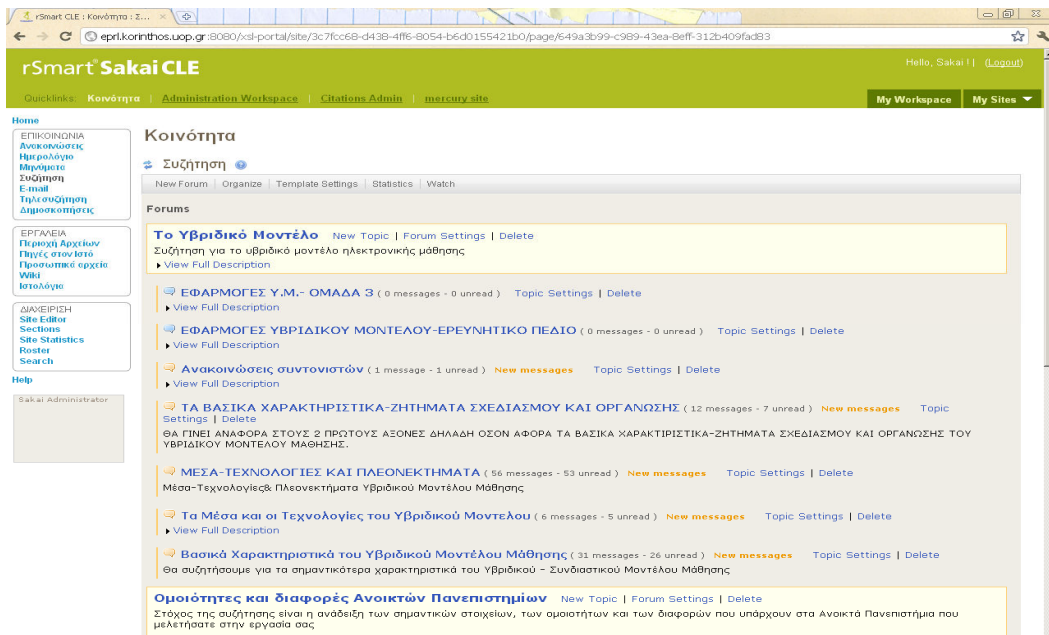 rSmart CLE : Κοινότητα : Σ...
eprl.korinthos.uop.gr:8080/xsl-portal/site/3c7fcc68-d438-4ff6-8054-b6d0155421b0/page/649a3b99-c989-43ea-8eff-312b409fad83
rSmart Sakai CLE
Hello, Sakai ! | (Logout)
Quicklinks: Κοινότητα | Administration Workspace | Citations Admin | mercury site
My Workspace My Sites
Home
ΕΠΙΚΟΙΝΩΝΙΑ
Ανακοινώσεις
Ημερολόγιο
Μηνύματα
Συζήτηση
E-mail
Τηλεσυζήτηση
Δημοσκοπήσεις
ΕΡΓΑΛΕΙΑ
Περιοχή Αρχείων
Πηγές στον Ιστό
Προσωπικά αρχεία
Wiki
Ιστολόγιο
ΔΙΑΧΕΙΡΙΣΗ
Site Editor
Sections
Site Statistics
Roster
Search
Help
Sakai Administrator
Κοινότητα
Συζήτηση
New Forum | Organize | Template Settings | Statistics | Watch
Forums
Το Υβριδικό Μοντέλο New Topic | Forum Settings | Delete
Συζήτηση για το υβριδικό μοντέλο ηλεκτρονικής μάθησης
View Full Description
ΕΦΑΡΜΟΓΕΣ Υ.Μ.- ΟΜΑΔΑ 3 ( 0 messages - 0 unread ) Topic Settings | Delete
View Full Description
ΕΦΑΡΜΟΓΕΣ ΥΒΡΙΔΙΚΟΥ ΜΟΝΤΕΛΟΥ-ΕΡΕΥΝΗΤΙΚΟ ΠΕΔΙΟ ( 0 messages - 0 unread ) Topic Settings | Delete
View Full Description
Ανακοινώσεις συντονιστών ( 1 message - 1 unread ) New messages Topic Settings | Delete
View Full Description
ΤΑ ΒΑΣΙΚΑ ΧΑΡΑΚΤΗΡΙΣΤΙΚΑ-ΖΗΤΗΜΑΤΑ ΣΧΕΔΙΑΣΜΟΥ ΚΑΙ ΟΡΓΑΝΩΣΗΣ ( 12 messages - 7 unread ) New messages Topic
Settings | Delete
ΘΑ ΓΙΝΕΙ ΑΝΑΦΟΡΑ ΣΤΟΥΣ 2 ΠΡΩΤΟΥΣ ΑΞΟΝΕΣ ΔΗΛΑΔΗ ΟΣΟΝ ΑΦΟΡΑ ΤΑ ΒΑΣΙΚΑ ΧΑΡΑΚΤΙΡΙΣΤΙΚΑ-ΖΗΤΗΜΑΤΑ ΣΧΕΔΙΑΣΜΟΥ ΚΑΙ ΟΡΓΑΝΩΣΗΣ ΤΟΥ
ΥΒΡΙΔΙΚΟΥ ΜΟΝΤΕΛΟΥ ΜΑΘΗΣΗΣ.
ΜΕΣΑ-ΤΕΧΝΟΛΟΓΙΕΣ ΚΑΙ ΠΛΕΟΝΕΚΤΗΜΑΤΑ ( 56 messages - 53 unread ) New messages Topic Settings | Delete
Μέσα-Τεχνολογίες& Πλεονεκτήματα Υβριδικού Μοντέλου Μάθησης
Τα Μέσα και οι Τεχνολογίες του Υβριδικού Μοντελου ( 6 messages - 5 unread ) New messages Topic Settings | Delete
View Full Description
Βασικά Χαρακτηριστικά του Υβριδικού Μοντέλου Μάθησης ( 31 messages - 26 unread ) New messages Topic Settings | Delete
Θα συζητήσουμε για τα σημαντικότερα χαρακτηριστικά του Υβριδικού - Συνδιαστικού Μοντέλου Μάθησης
Ομοιότητες και διαφορές Ανοικτών Πανεπιστημίων New Topic | Forum Settings | Delete
Στόχος της συζήτησης είναι η ανάδειξη των σημαντικών στοιχείων, των ομοιοτήτων και των διαφορών που υπάρχουν στα Ανοικτά Πανεπιστήμια που
μελετήσατε στην εργασία σας